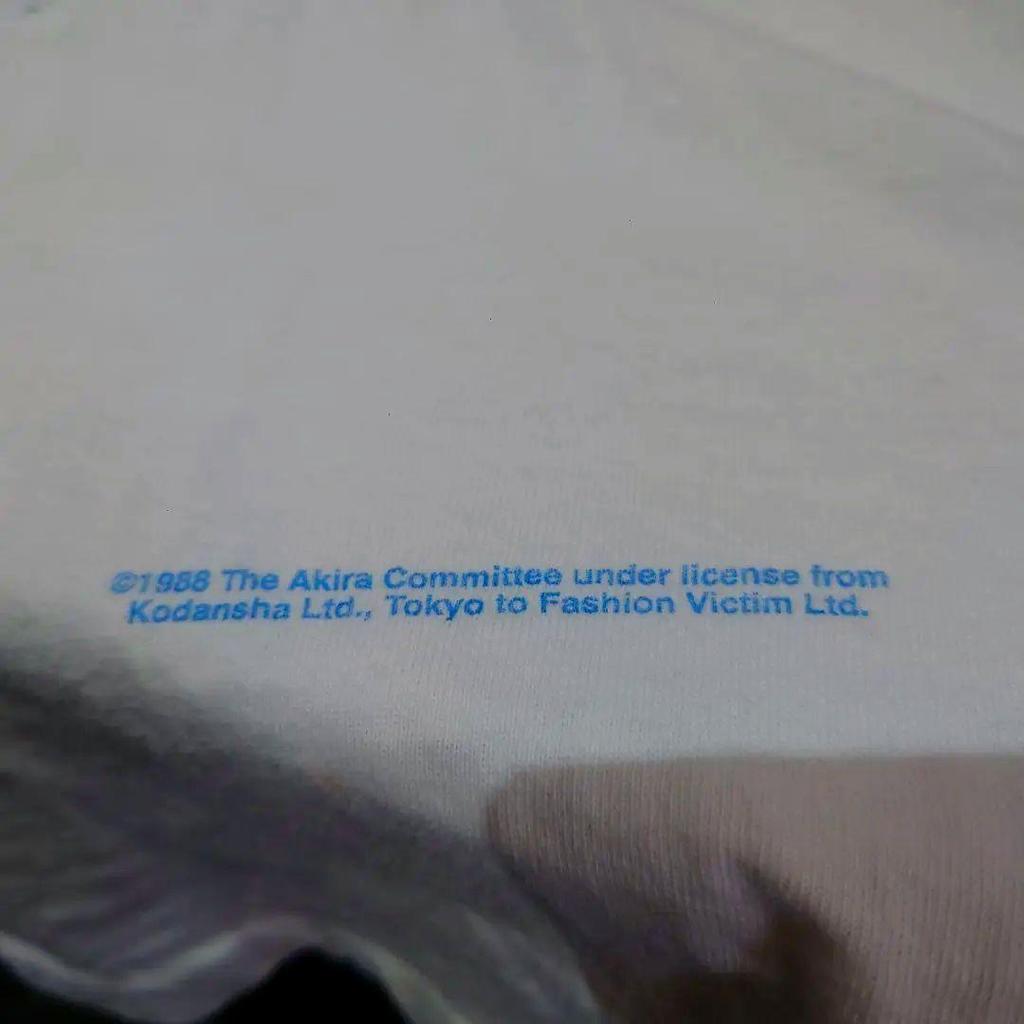 ©1988 The Akira Committee under license from
Kodansha Ltd., Tokyo to Fashion Victim Ltd.